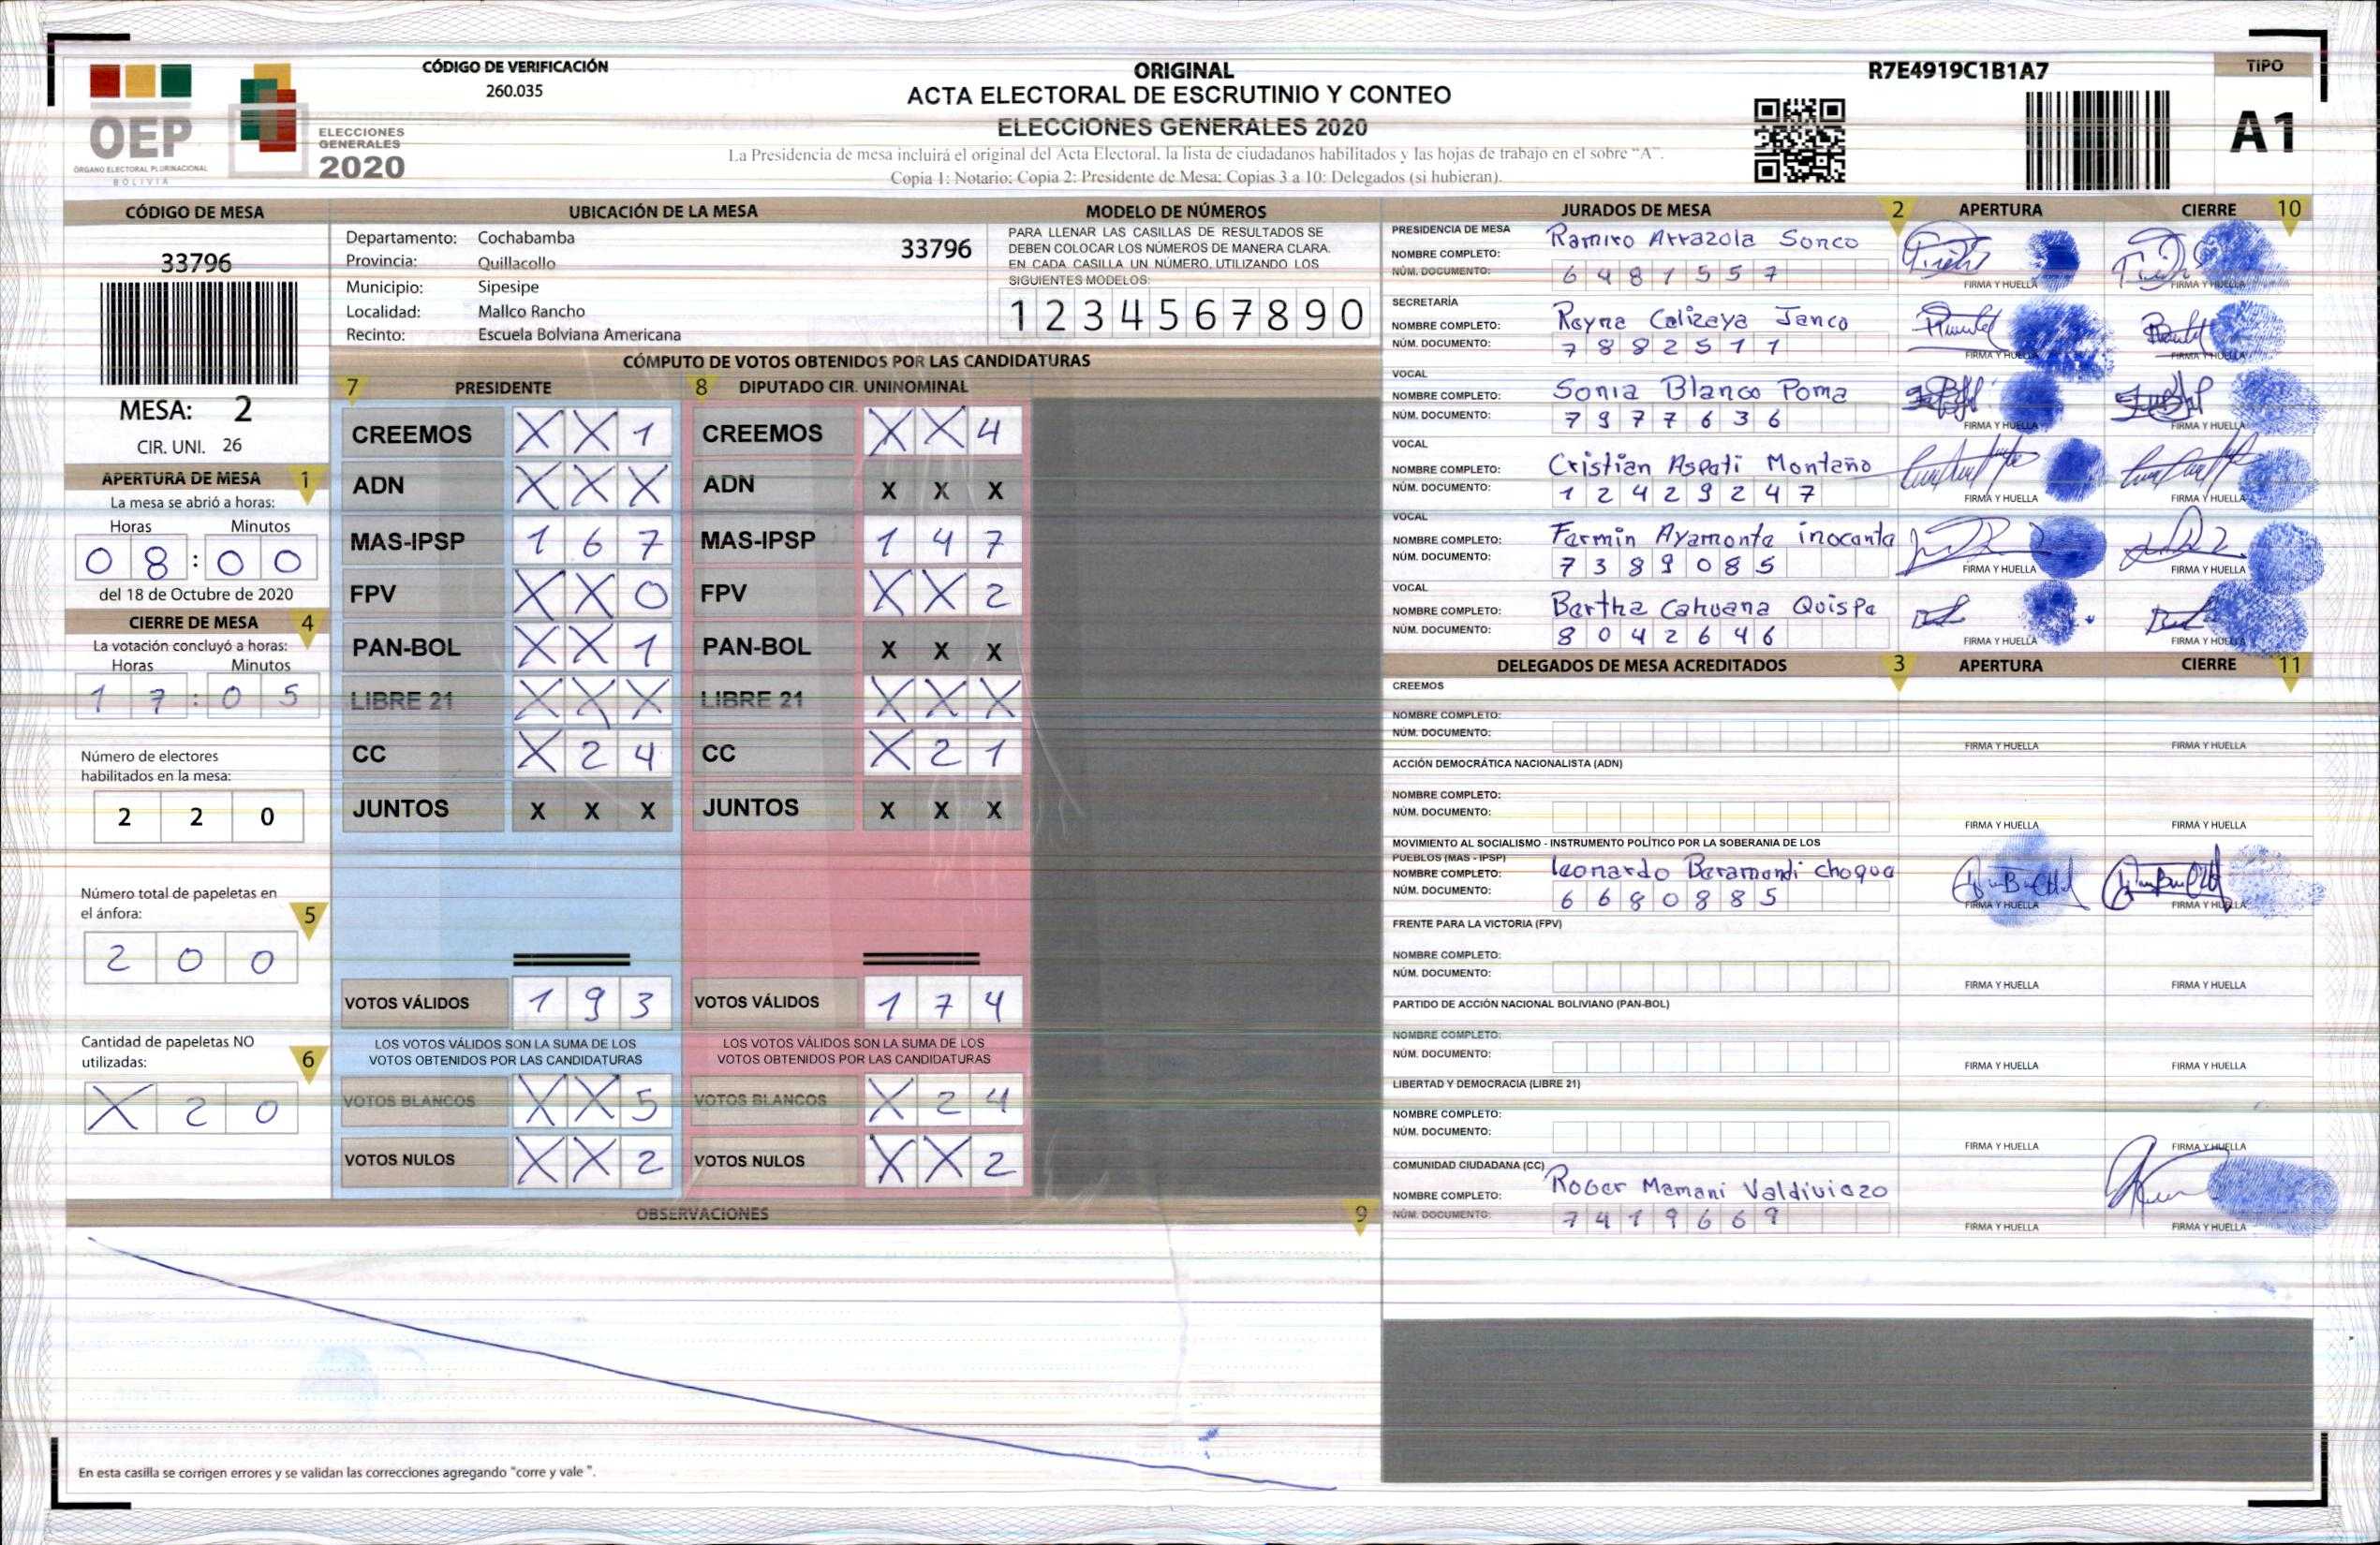 CÓDIGO DE VERIFICACIÓN
260.035
ORIGINAL
ACTA ELECTORAL DE ESCRUTINIO Y CONTEO
ELECCIONES GENERALES 2020
La Presidencia de mesa incluirá el original del Acta Electoral, la lista de ciudadanos habilitados y las hojas de trabajo en el sobre "A".
Copia 1: Notario; Copia 2: Presidente de Mesa; Copias 3 a 10: Delegados (si hubieran).
R7E4919C1B1A7
TIPO
A1
OEP
ÓRGANO ELECTORAL PLURINACIONAL
BOLIVIA
ELECCIONES
GENERALES
2020
CÓDIGO DE MESA
33796
MESA: 2
CIR. UNI. 26
APERTURA DE MESA 1
La mesa se abrió a horas:
Horas Minutos
0 8 : 0 0
del 18 de Octubre de 2020
CIERRE DE MESA 4
La votación concluyó a horas:
Horas Minutos
1 7 : 0 5
Número de electores
habilitados en la mesa:
2 2 0
Número total de papeletas en
el ánfora: 5
2 0 0
Cantidad de papeletas NO
utilizadas: 6
X 2 0
UBICACIÓN DE LA MESA
Departamento: Cochabamba
Provincia: Quillacollo
Municipio: Sipesipe
Localidad: Mallco Rancho
Recinto: Escuela Bolviana Americana
33796
MODELO DE NÚMEROS
PARA LLENAR LAS CASILLAS DE RESULTADOS SE
DEBEN COLOCAR LOS NÚMEROS DE MANERA CLARA.
EN CADA CASILLA UN NÚMERO, UTILIZANDO LOS
SIGUIENTES MODELOS:
1 2 3 4 5 6 7 8 9 0
CÓMPUTO DE VOTOS OBTENIDOS POR LAS CANDIDATURAS
7 PRESIDENTE 8 DIPUTADO CIR. UNINOMINAL
CREEMOS X X 1 CREEMOS X X 4
ADN X X X ADN X X X
MAS-IPSP 1 6 7 MAS-IPSP 1 4 7
FPV X X 0 FPV X X 2
PAN-BOL X X 1 PAN-BOL X X X
LIBRE 21 X X X LIBRE 21 X X X
CC X 2 4 CC X 2 1
JUNTOS X X X JUNTOS X X X
VOTOS VÁLIDOS 1 9 3 VOTOS VÁLIDOS 1 7 4
LOS VOTOS VÁLIDOS SON LA SUMA DE LOS LOS VOTOS VÁLIDOS SON LA SUMA DE LOS
VOTOS OBTENIDOS POR LAS CANDIDATURAS VOTOS OBTENIDOS POR LAS CANDIDATURAS
VOTOS BLANCOS X X 5 VOTOS BLANCOS X 2 4
VOTOS NULOS X X 2 VOTOS NULOS X X 2
OBSERVACIONES 9
En esta casilla se corrigen errores y se validan las correcciones agregando "corre y vale ".
JURADOS DE MESA 2 APERTURA CIERRE 10
PRESIDENCIA DE MESA
NOMBRE COMPLETO: Ramiro Arrazola Sonco
NÚM. DOCUMENTO: 6 4 8 1 5 5 7
FIRMA Y HUELLA FIRMA Y HUELLA
SECRETARÍA
NOMBRE COMPLETO: Reyna Calizaya Janco
NÚM. DOCUMENTO: 7 8 8 2 5 1 1
FIRMA Y HUELLA FIRMA Y HUELLA
VOCAL
NOMBRE COMPLETO: Sonia Blanco Poma
NÚM. DOCUMENTO: 7 9 7 7 6 3 6
FIRMA Y HUELLA FIRMA Y HUELLA
VOCAL
NOMBRE COMPLETO: Cristian Aspeti Montaño
NÚM. DOCUMENTO: 1 2 4 2 9 2 4 7
FIRMA Y HUELLA FIRMA Y HUELLA
VOCAL
NOMBRE COMPLETO: Fermin Ayamonte inocente
NÚM. DOCUMENTO: 7 3 8 9 0 8 5
FIRMA Y HUELLA FIRMA Y HUELLA
VOCAL
NOMBRE COMPLETO: Bertha Cahuana Quispe
NÚM. DOCUMENTO: 8 0 4 2 6 4 6
FIRMA Y HUELLA FIRMA Y HUELLA
DELEGADOS DE MESA ACREDITADOS 3 APERTURA CIERRE 11
CREEMOS
NOMBRE COMPLETO:
NÚM. DOCUMENTO:
FIRMA Y HUELLA FIRMA Y HUELLA
ACCIÓN DEMOCRÁTICA NACIONALISTA (ADN)
NOMBRE COMPLETO:
NÚM. DOCUMENTO:
FIRMA Y HUELLA FIRMA Y HUELLA
MOVIMIENTO AL SOCIALISMO - INSTRUMENTO POLÍTICO POR LA SOBERANIA DE LOS
PUEBLOS (MAS - IPSP)
NOMBRE COMPLETO: Leonardo Beramendi choque
NÚM. DOCUMENTO: 6 6 8 0 8 8 5
FIRMA Y HUELLA FIRMA Y HUELLA
FRENTE PARA LA VICTORIA (FPV)
NOMBRE COMPLETO:
NÚM. DOCUMENTO:
FIRMA Y HUELLA FIRMA Y HUELLA
PARTIDO DE ACCIÓN NACIONAL BOLIVIANO (PAN-BOL)
NOMBRE COMPLETO:
NÚM. DOCUMENTO:
FIRMA Y HUELLA FIRMA Y HUELLA
LIBERTAD Y DEMOCRACIA (LIBRE 21)
NOMBRE COMPLETO:
NÚM. DOCUMENTO:
FIRMA Y HUELLA FIRMA Y HUELLA
COMUNIDAD CIUDADANA (CC)
NOMBRE COMPLETO: Rober Mamani Valdiviezo
NÚM. DOCUMENTO: 7 4 1 9 6 6 9
FIRMA Y HUELLA FIRMA Y HUELLA